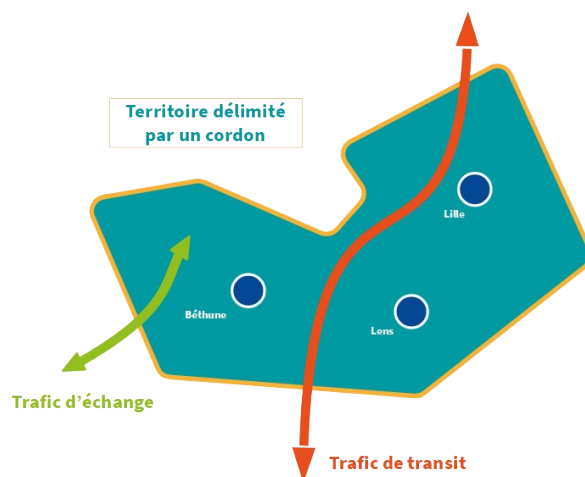 Territoire délimité
par un cordon
Lille
Béthune
Lens
Trafic d’échange
Trafic de transit